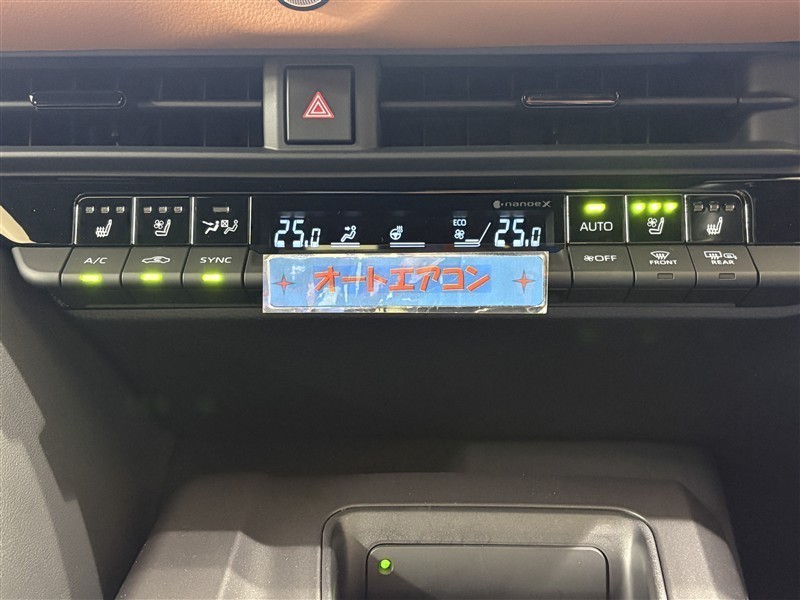 nanoeX
25.0
ECO
25.0
AUTO
A/C
SYNC
オートエアコン
OFF
FRONT
REAR